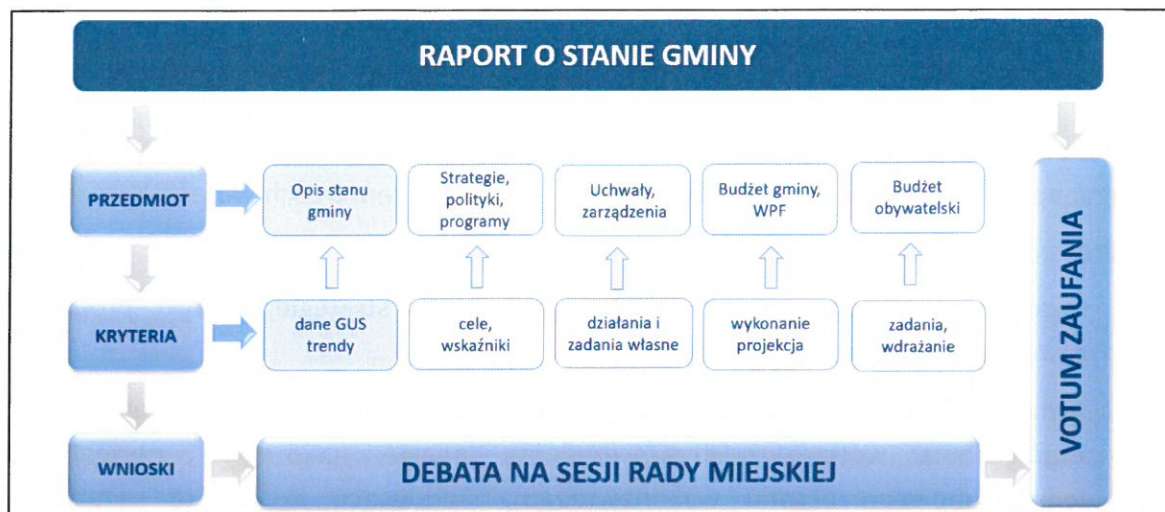 RAPORT O STANIE GMINY
PRZEDMIOT
Opis stanu
gminy
Strategie,
polityki,
programy
Uchwały,
zarządzenia
Budżet gminy,
WPF
Budżet
obywatelski
KRYTERIA
dane GUS
trendy
cele,
wskaźniki
działania i
zadania własne
wykonanie
projekcja
zadania,
wdrażanie
WNIOSKI
DEBATA NA SESJI RADY MIEJSKIEJ
VOTUM ZAUFANIA